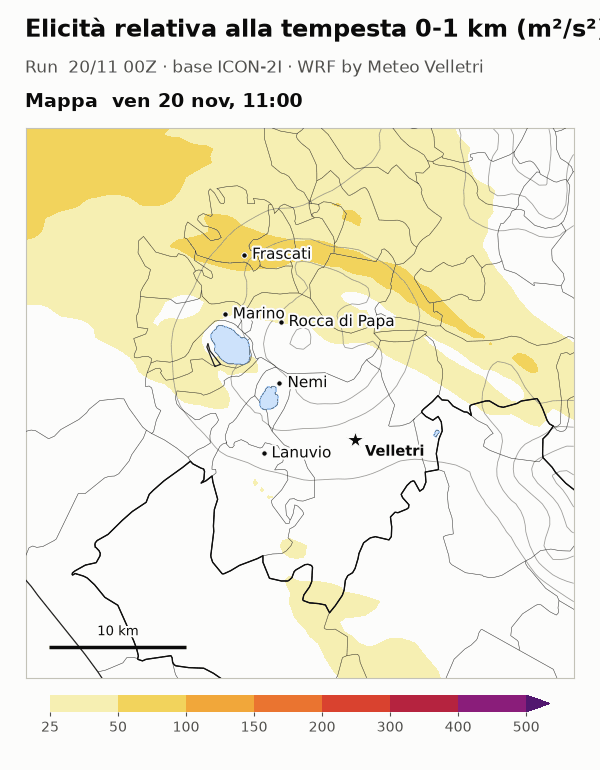 Elicità relativa alla tempesta 0-1 km (m²/s²)
Run  20/11 00Z · base ICON-2I · WRF by Meteo Velletri
Mappa  ven 20 nov, 11:00
Frascati
Marino
Rocca di Papa
Nemi
Velletri
Lanuvio
10 km
25 50 100 150 200 300 400 500